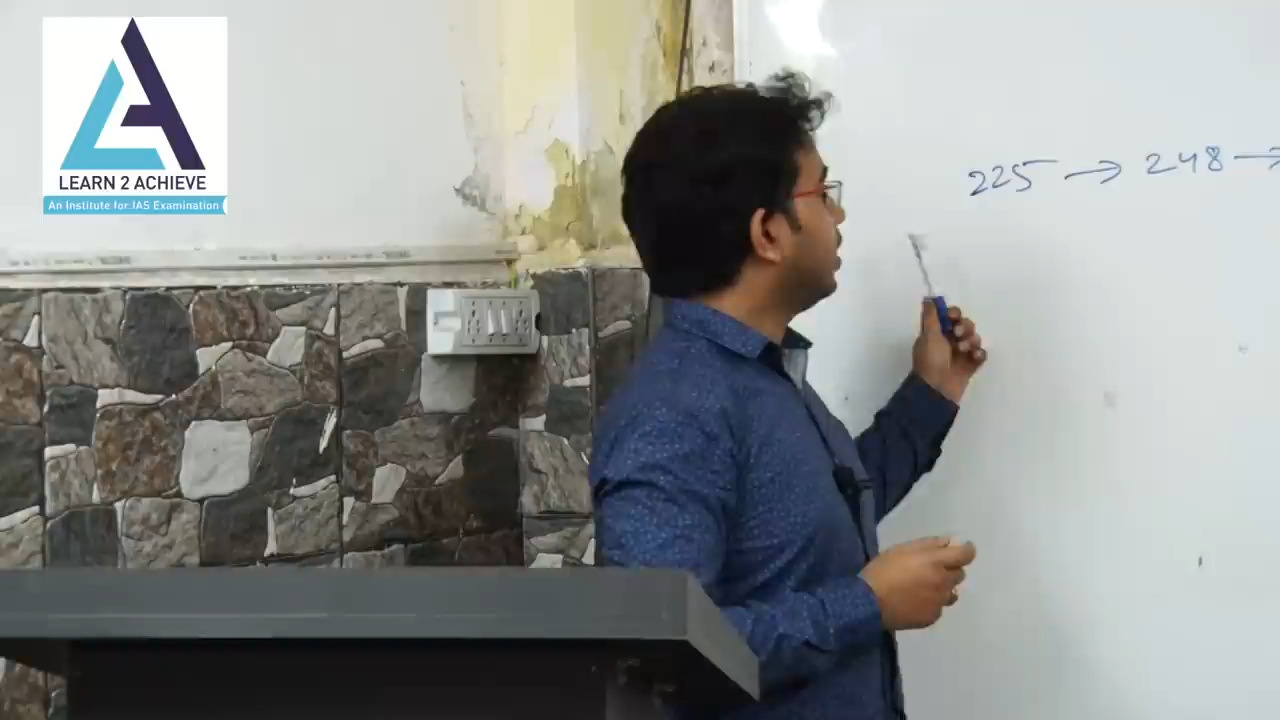 LEARN 2 ACHIEVE
An Institute for IAS Examination
225 → 248 →